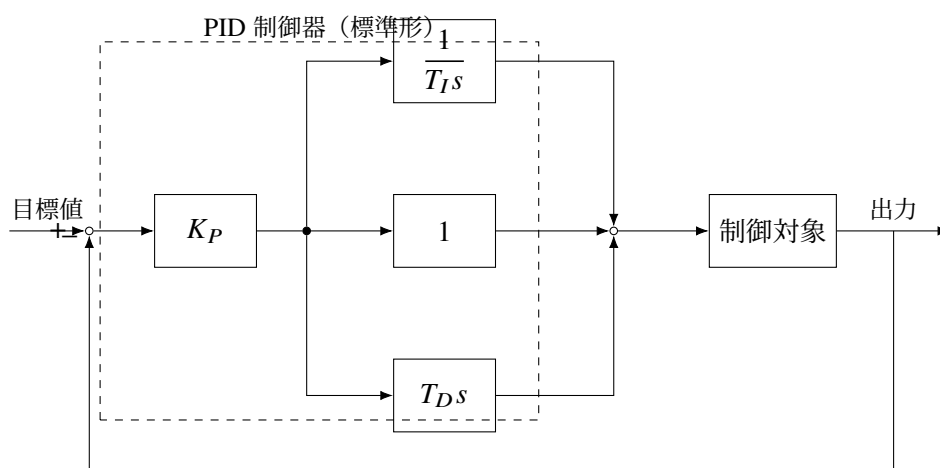 PID 制御器（標準形）
1
T_I s
目標値
+
−
K_P
1
制御対象
出力
T_D s